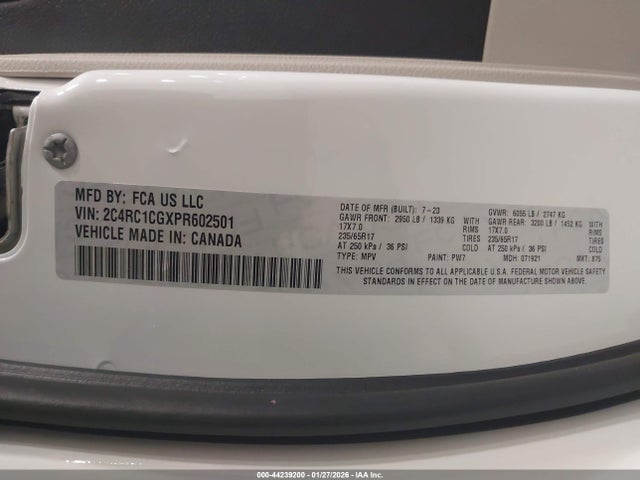 MFD BY: FCA US LLC
VIN: 2C4RC1CGXPR602501
VEHICLE MADE IN: CANADA
DATE OF MFR (BUILT): 7-23
GAWR FRONT: 2950 LB / 1339 KG WITH
17X7.0 RIMS
235/65R17 TIRES
AT 250 kPa / 36 PSI COLD
TYPE: MPV PAINT: PW7
GVWR: 6055 LB / 2747 KG
GAWR REAR: 3200 LB / 1452 KG WITH
17X7.0 RIMS
235/65R17 TIRES
AT 250 kPa / 36 PSI COLD
MDH: 071921 MKT: 875
THIS VEHICLE CONFORMS TO ALL APPLICABLE U.S.A. FEDERAL MOTOR VEHICLE SAFETY
STANDARDS IN EFFECT ON THE DATE OF MANUFACTURE SHOWN ABOVE.
000-44239200 - 01/27/2026 - IAA Inc.